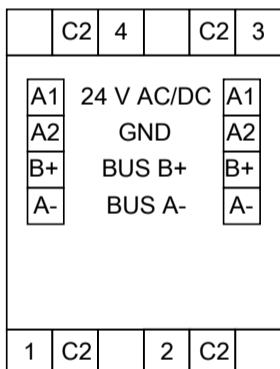 C2 4 C2 3
A1 24 V AC/DC A1
A2 GND A2
B+ BUS B+ B+
A- BUS A- A-
1 C2 2 C2